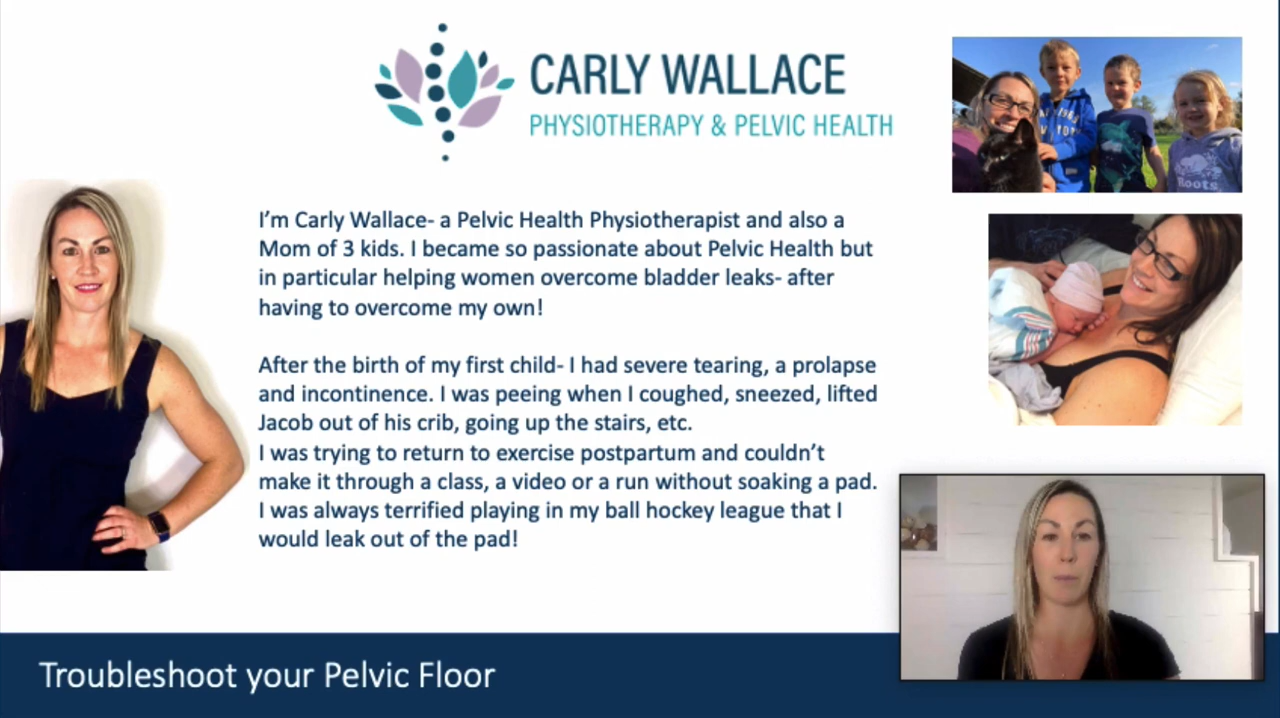 CARLY WALLACE
PHYSIOTHERAPY & PELVIC HEALTH
I’m Carly Wallace- a Pelvic Health Physiotherapist and also a
Mom of 3 kids. I became so passionate about Pelvic Health but
in particular helping women overcome bladder leaks- after
having to overcome my own!
After the birth of my first child- I had severe tearing, a prolapse
and incontinence. I was peeing when I coughed, sneezed, lifted
Jacob out of his crib, going up the stairs, etc.
I was trying to return to exercise postpartum and couldn’t
make it through a class, a video or a run without soaking a pad.
I was always terrified playing in my ball hockey league that I
would leak out of the pad!
Roots
Troubleshoot your Pelvic Floor